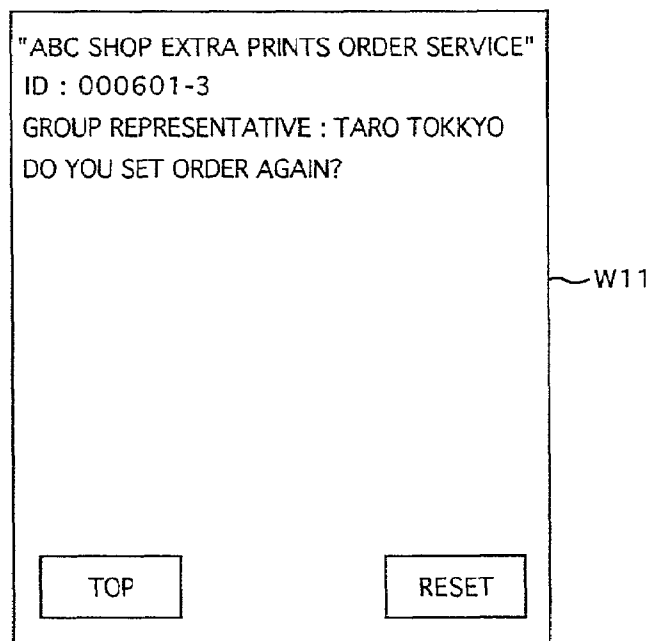 "ABC SHOP EXTRA PRINTS ORDER SERVICE"
ID : 000601-3
GROUP REPRESENTATIVE : TARO TOKKYO
DO YOU SET ORDER AGAIN?
W11
TOP
RESET